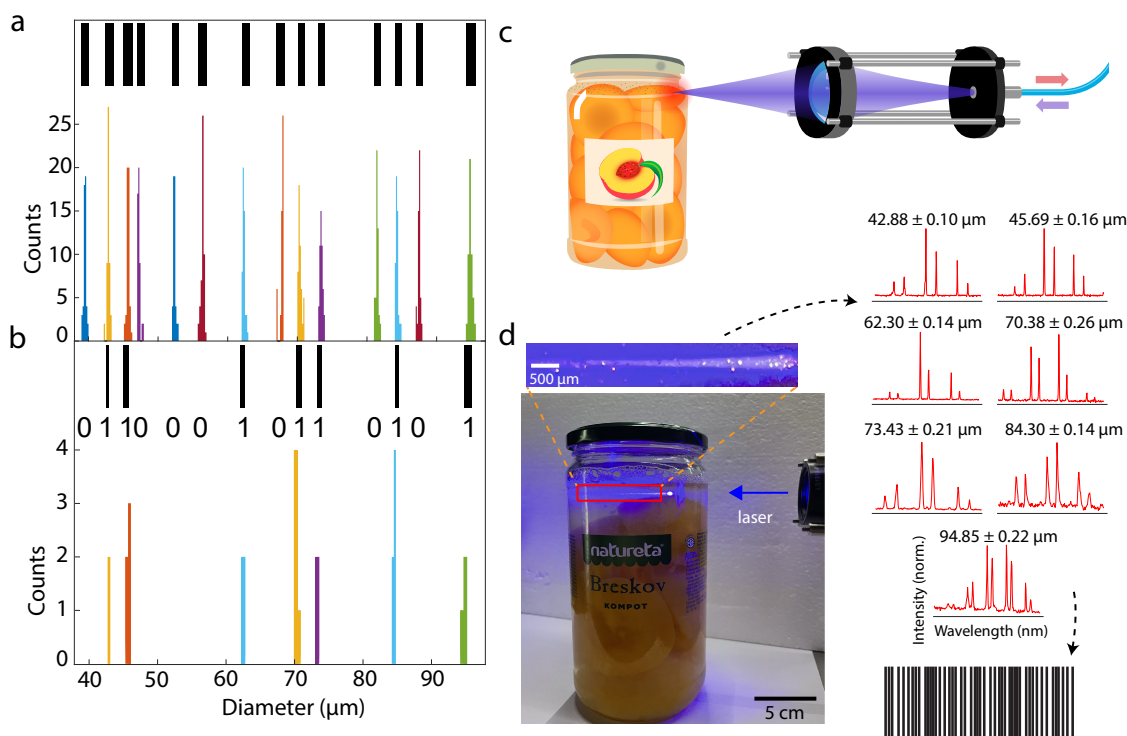 a
25
20
15
10
5
0
Counts
b
0 1 1 0 0 0 1 0 1 1 0 1 0 1
4
3
2
1
0
Counts
40 50 60 70 80 90
Diameter (µm)
c
42.88 ± 0.10 µm
45.69 ± 0.16 µm
62.30 ± 0.14 µm
70.38 ± 0.26 µm
73.43 ± 0.21 µm
84.30 ± 0.14 µm
94.85 ± 0.22 µm
Intensity (norm.)
Wavelength (nm)
d
500 µm
laser
natureta
Breskov
KOMPOT
5 cm